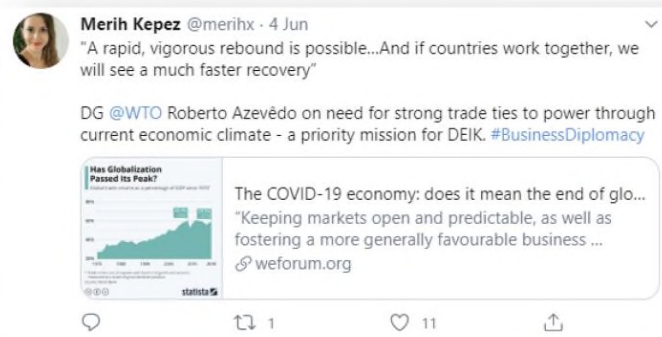 Merih Kepez @merihx · 4 Jun
"A rapid, vigorous rebound is possible...And if countries work together, we
will see a much faster recovery"
DG @WTO Roberto Azevêdo on need for strong trade ties to power through
current economic climate - a priority mission for DEIK. #BusinessDiplomacy
Has Globalization
Passed Its Peak?
statista
The COVID-19 economy: does it mean the end of glo...
"Keeping markets open and predictable, as well as
fostering a more generally favourable business ...
weforum.org
1
11